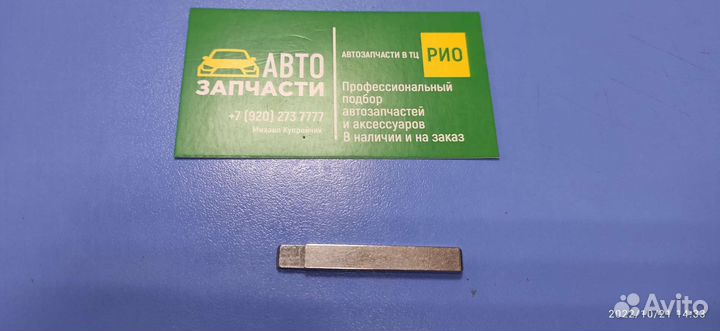 АВТО
ЗАПЧАСТИ
+7 (920) 273 7777
Михаил Купрейчик
АВТОЗАПЧАСТИ В ТЦ РИО
Профессиональный
подбор
автозапчастей
и аксессуаров
В наличии и на заказ
2022/10/21 14:33
Avito